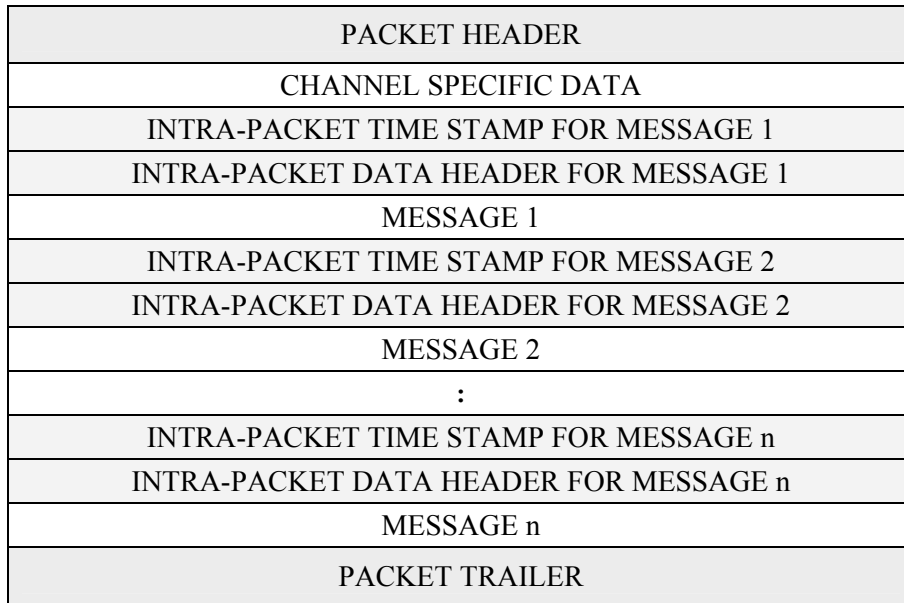 PACKET HEADER
CHANNEL SPECIFIC DATA
INTRA-PACKET TIME STAMP FOR MESSAGE 1
INTRA-PACKET DATA HEADER FOR MESSAGE 1
MESSAGE 1
INTRA-PACKET TIME STAMP FOR MESSAGE 2
INTRA-PACKET DATA HEADER FOR MESSAGE 2
MESSAGE 2
:
INTRA-PACKET TIME STAMP FOR MESSAGE n
INTRA-PACKET DATA HEADER FOR MESSAGE n
MESSAGE n
PACKET TRAILER